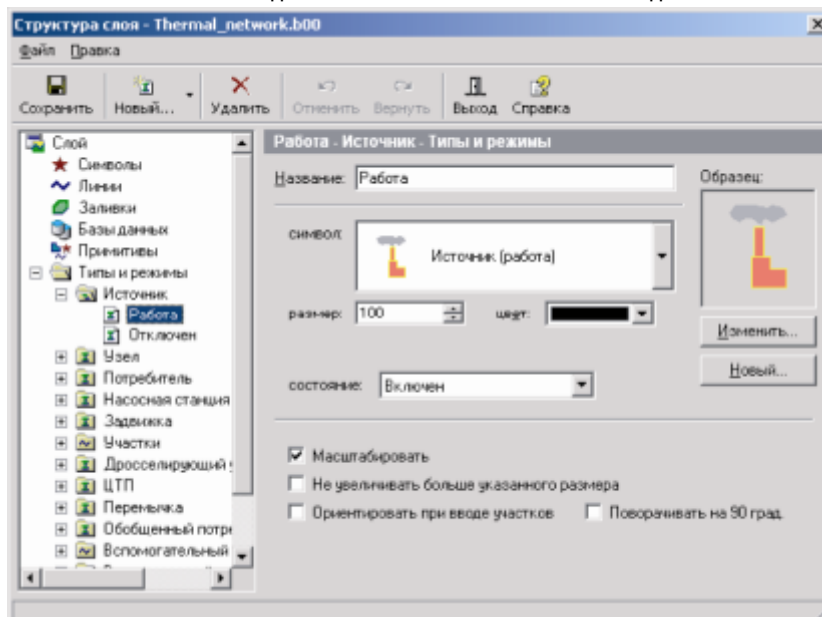 Структура слоя - Thermal_network.b00
Файл Правка
Сохранить Новый... Удалить Отменить Вернуть Выход Справка
Слой
Символы
Линии
Заливки
Базы данных
Примитивы
Типы и режимы
Источник
Работа
Отключен
Узел
Потребитель
Насосная станция
Задвижка
Участки
Дросселирующий
ЦТП
Перемычка
Обобщенный потре
Вспомогательный
Работа - Источник - Типы и режимы
Название: Работа
Образец:
символ: Источник (работа)
размер: 100 цвет:
Изменить...
Новый...
состояние: Включен
Масштабировать
Не увеличивать больше указанного размера
Ориентировать при вводе участков Поворачивать на 90 град.